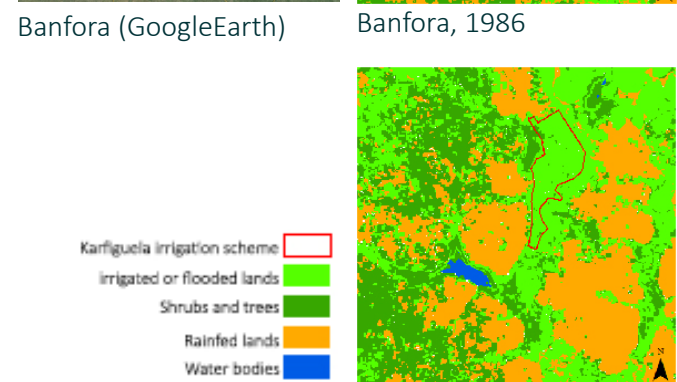 Banfora (GoogleEarth)
Banfora, 1986
Karfiguela irrigation scheme
irrigated or flooded lands
Shrubs and trees
Rainfed lands
Water bodies
N